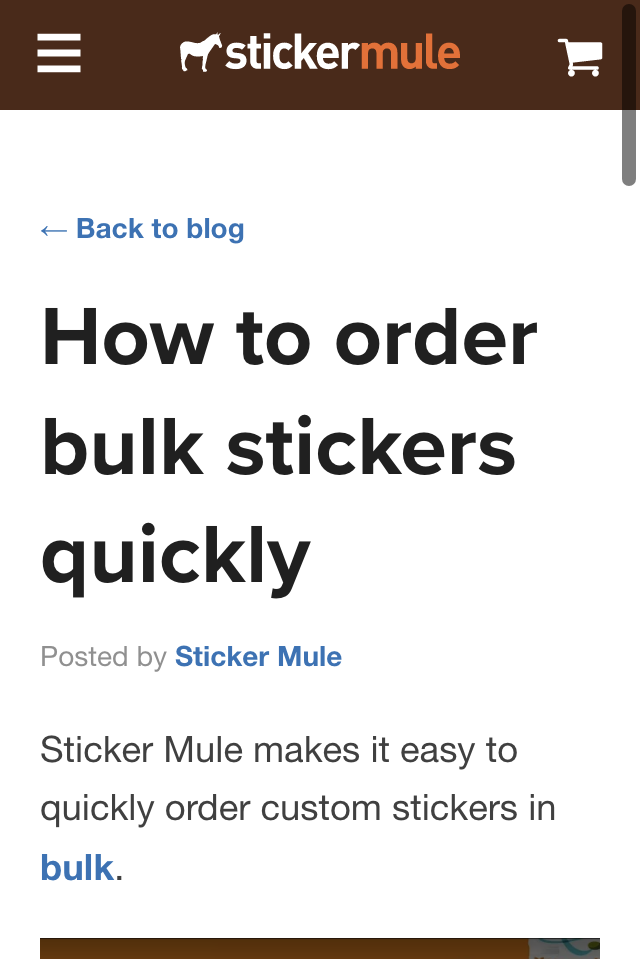 stickermule
← Back to blog
How to order
bulk stickers
quickly
Posted by Sticker Mule
Sticker Mule makes it easy to
quickly order custom stickers in
bulk.